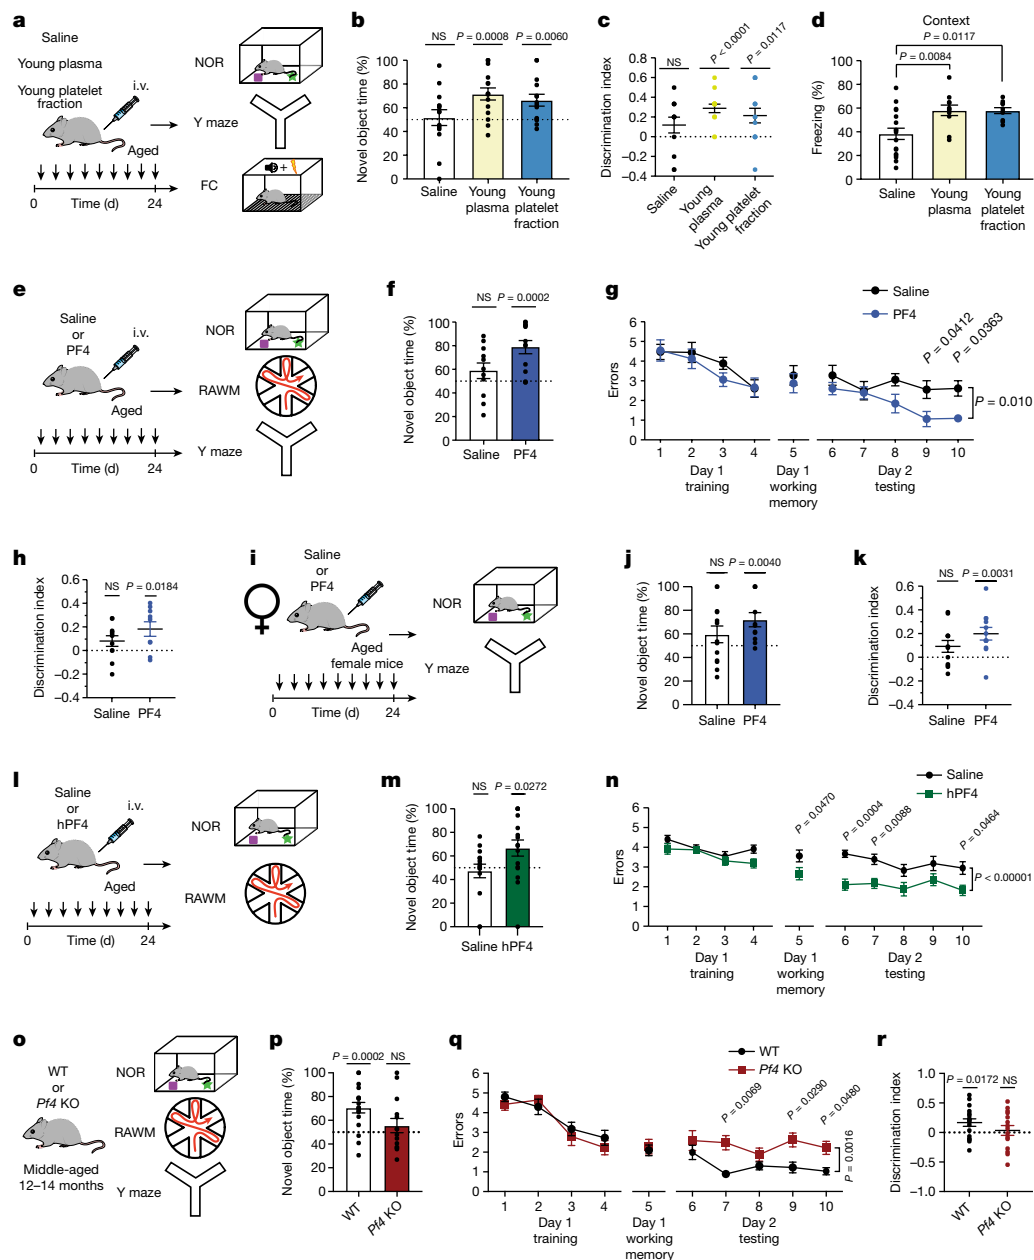 a
Saline
Young plasma
Young platelet
fraction
i.v.
Aged
0
Time (d)
24
NOR
Y maze
FC
+
b
Novel object time (%)
NS
P = 0.0008
P = 0.0060
120
100
80
60
40
20
0
Saline
Young
plasma
Young
platelet
fraction
c
Discrimination index
NS
P < 0.0001
P = 0.0117
0.8
0.6
0.4
0.2
0
−0.2
−0.4
Saline
Young
plasma
Young platelet
fraction
d
Context
P = 0.0117
P = 0.0084
Freezing (%)
100
80
60
40
20
0
Saline
Young
plasma
Young
platelet
fraction
e
Saline
or
PF4
i.v.
Aged
0
Time (d)
24
NOR
RAWM
Y maze
f
Novel object time (%)
NS
P = 0.0002
100
80
60
40
20
0
Saline
PF4
g
Saline
PF4
Errors
6
5
4
3
2
1
0
P = 0.0412
P = 0.0363
P = 0.010
1
2
3
4
5
6
7
8
9
10
Day 1
training
Day 1
working
memory
Day 2
testing
h
Discrimination index
NS
P = 0.0184
0.6
0.4
0.2
0
−0.2
−0.4
Saline
PF4
i
Saline
or
PF4
Aged
female mice
0
Time (d)
24
NOR
Y maze
j
Novel object time (%)
NS
P = 0.0040
100
80
60
40
20
0
Saline
PF4
k
Discrimination index
NS
P = 0.0031
0.6
0.4
0.2
0
−0.2
−0.4
Saline
PF4
l
Saline
or
hPF4
i.v.
Aged
0
Time (d)
24
NOR
RAWM
m
Novel object time (%)
NS
P = 0.0272
100
80
60
40
20
0
Saline
hPF4
n
Saline
hPF4
Errors
6
5
4
3
2
1
0
P = 0.0470
P = 0.0004
P = 0.0088
P = 0.0464
P < 0.00001
1
2
3
4
5
6
7
8
9
10
Day 1
training
Day 1
working
memory
Day 2
testing
o
WT
or
Pf4 KO
Middle-aged
12–14 months
NOR
RAWM
Y maze
p
Novel object time (%)
P = 0.0002
NS
100
80
60
40
20
0
WT
Pf4 KO
q
WT
Pf4 KO
Errors
6
5
4
3
2
1
0
P = 0.0069
P = 0.0290
P = 0.0480
P = 0.0016
1
2
3
4
5
6
7
8
9
10
Day 1
training
Day 1
working
memory
Day 2
testing
r
Discrimination index
P = 0.0172
NS
1.0
0.5
0
−0.5
−1.0
WT
Pf4 KO